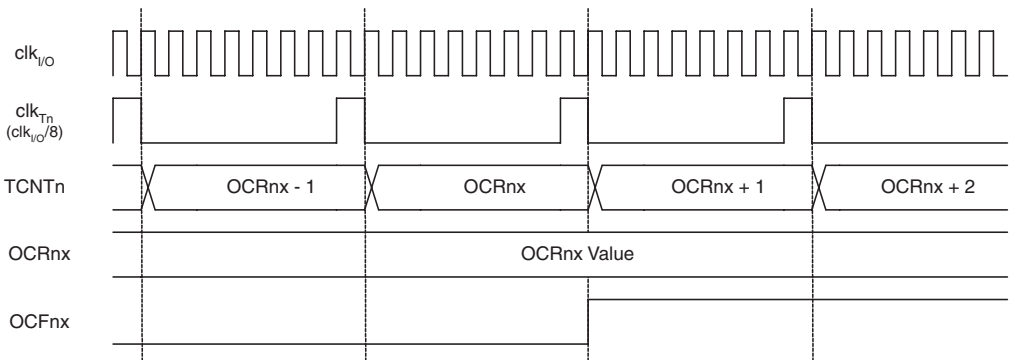 clkI/O
clkTn
(clkI/O/8)
TCNTn
OCRnx - 1
OCRnx
OCRnx + 1
OCRnx + 2
OCRnx
OCRnx Value
OCFnx